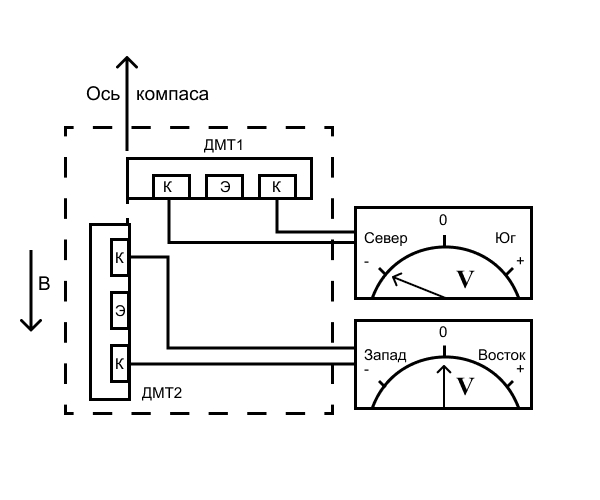 Ось компаса
ДМТ1
К Э К
0
Север Юг
- +
V
В
К
Э
К
ДМТ2
0
Запад Восток
- +
V